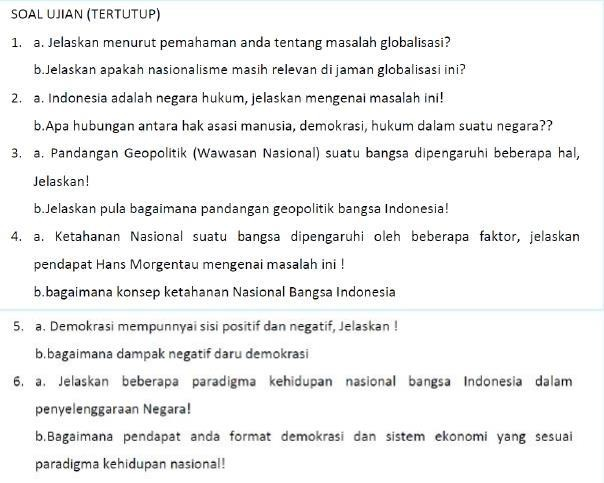 SOAL UJIAN (TERTUTUP)
1. a. Jelaskan menurut pemahaman anda tentang masalah globalisasi?
b.Jelaskan apakah nasionalisme masih relevan di jaman globalisasi ini?
2. a. Indonesia adalah negara hukum, jelaskan mengenai masalah ini!
b.Apa hubungan antara hak asasi manusia, demokrasi, hukum dalam suatu negara??
3. a. Pandangan Geopolitik (Wawasan Nasional) suatu bangsa dipengaruhi beberapa hal,
Jelaskan!
b.Jelaskan pula bagaimana pandangan geopolitik bangsa Indonesia!
4. a. Ketahanan Nasional suatu bangsa dipengaruhi oleh beberapa faktor, jelaskan
pendapat Hans Morgentau mengenai masalah ini !
b.bagaimana konsep ketahanan Nasional Bangsa Indonesia
5. a. Demokrasi mempunnyai sisi positif dan negatif, Jelaskan !
b.bagaimana dampak negatif daru demokrasi
6. a. Jelaskan beberapa paradigma kehidupan nasional bangsa Indonesia dalam
penyelenggaraan Negara!
b.Bagaimana pendapat anda format demokrasi dan sistem ekonomi yang sesuai
paradigma kehidupan nasional!